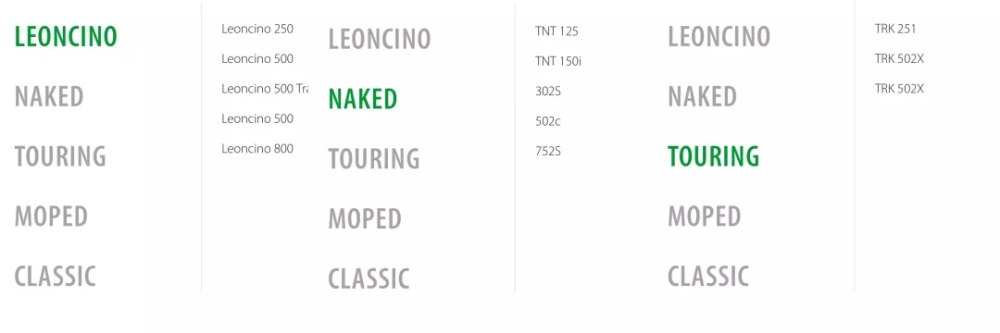 LEONCINO
NAKED
TOURING
MOPED
CLASSIC
Leoncino 250
Leoncino 500
Leoncino 500 Tra
Leoncino 500
Leoncino 800
LEONCINO
NAKED
TOURING
MOPED
CLASSIC
TNT 125
TNT 150i
302S
502c
752S
LEONCINO
NAKED
TOURING
MOPED
CLASSIC
TRK 251
TRK 502X
TRK 502X